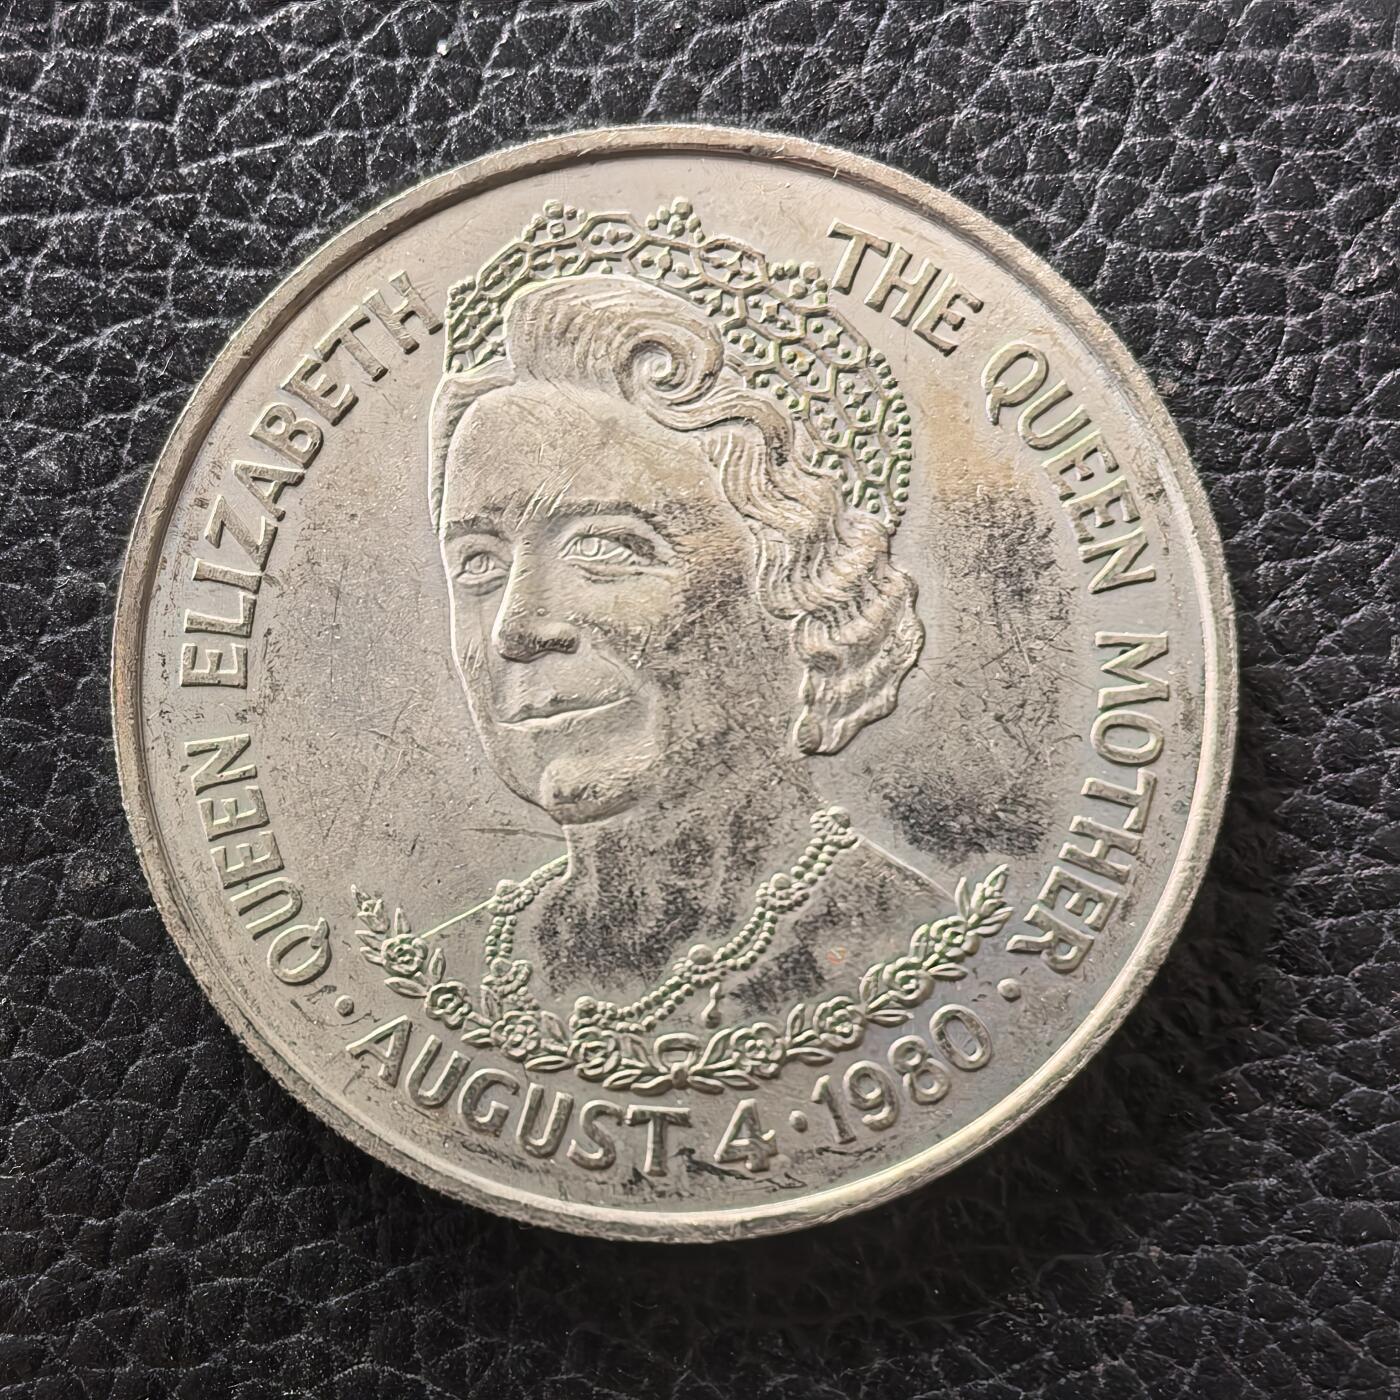 QUEEN ELIZABETH THE QUEEN MOTHER
· AUGUST 4 · 1980 ·